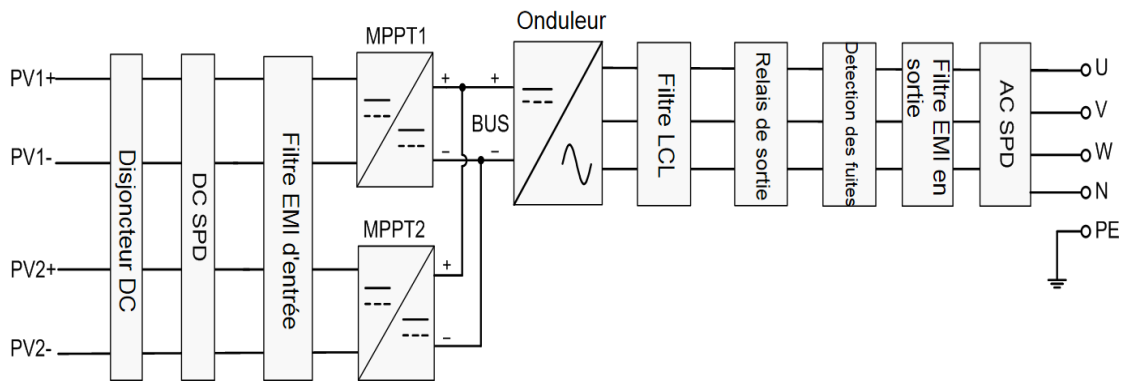 Onduleur
MPPT1
PV1+
PV1-
+
+
BUS
−
−
MPPT2
PV2+
PV2-
+
−
Disjoncteur DC
DC SPD
Filtre EMI d'entrée
Filtre LCL
Relais de sortie
Detection des fuites
Filtre EMI en
sortie
AC SPD
U
V
W
N
PE